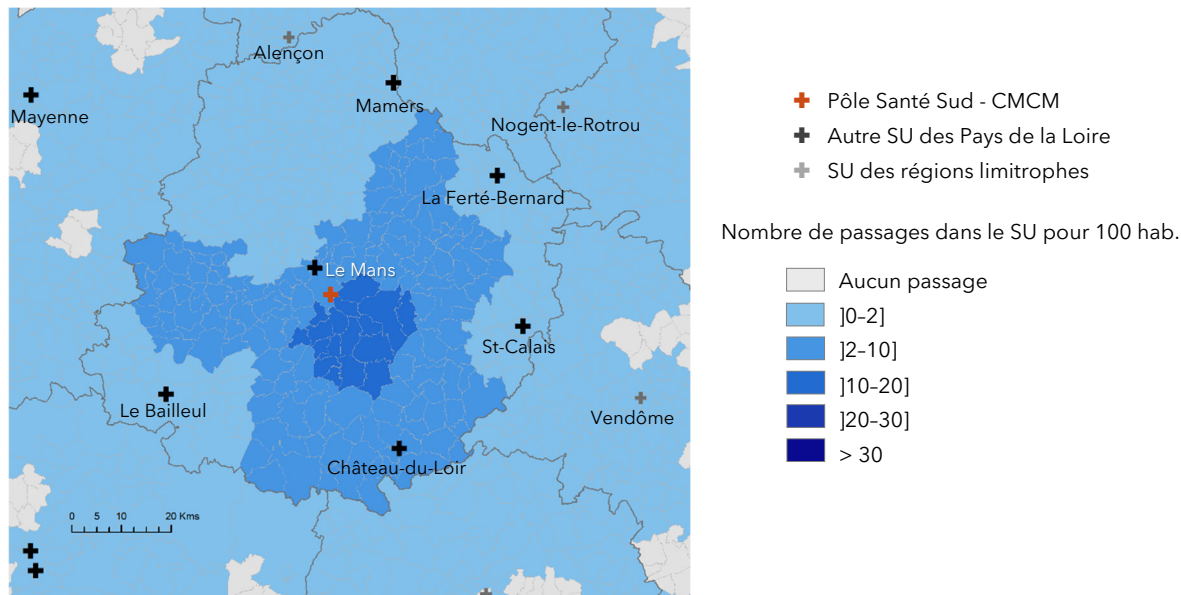 Alençon
Mamers
Mayenne
Nogent-le-Rotrou
La Ferté-Bernard
Le Mans
St-Calais
Le Bailleul
Vendôme
Château-du-Loir
0 5 10 20 Kms
Pôle Santé Sud - CMCM
Autre SU des Pays de la Loire
SU des régions limitrophes
Nombre de passages dans le SU pour 100 hab.
Aucun passage
]0–2]
]2–10]
]10–20]
]20–30]
> 30